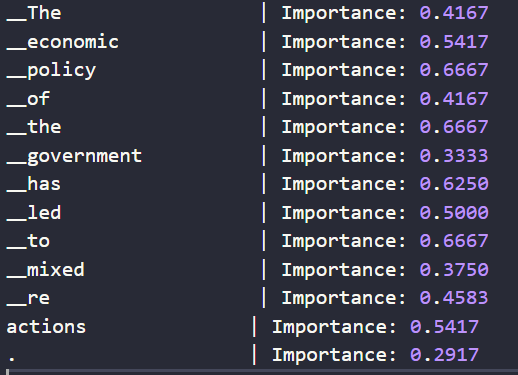 __The | Importance: 0.4167
__economic | Importance: 0.5417
__policy | Importance: 0.6667
__of | Importance: 0.4167
__the | Importance: 0.6667
__government | Importance: 0.3333
__has | Importance: 0.6250
__led | Importance: 0.5000
__to | Importance: 0.6667
__mixed | Importance: 0.3750
__re | Importance: 0.4583
actions | Importance: 0.5417
. | Importance: 0.2917